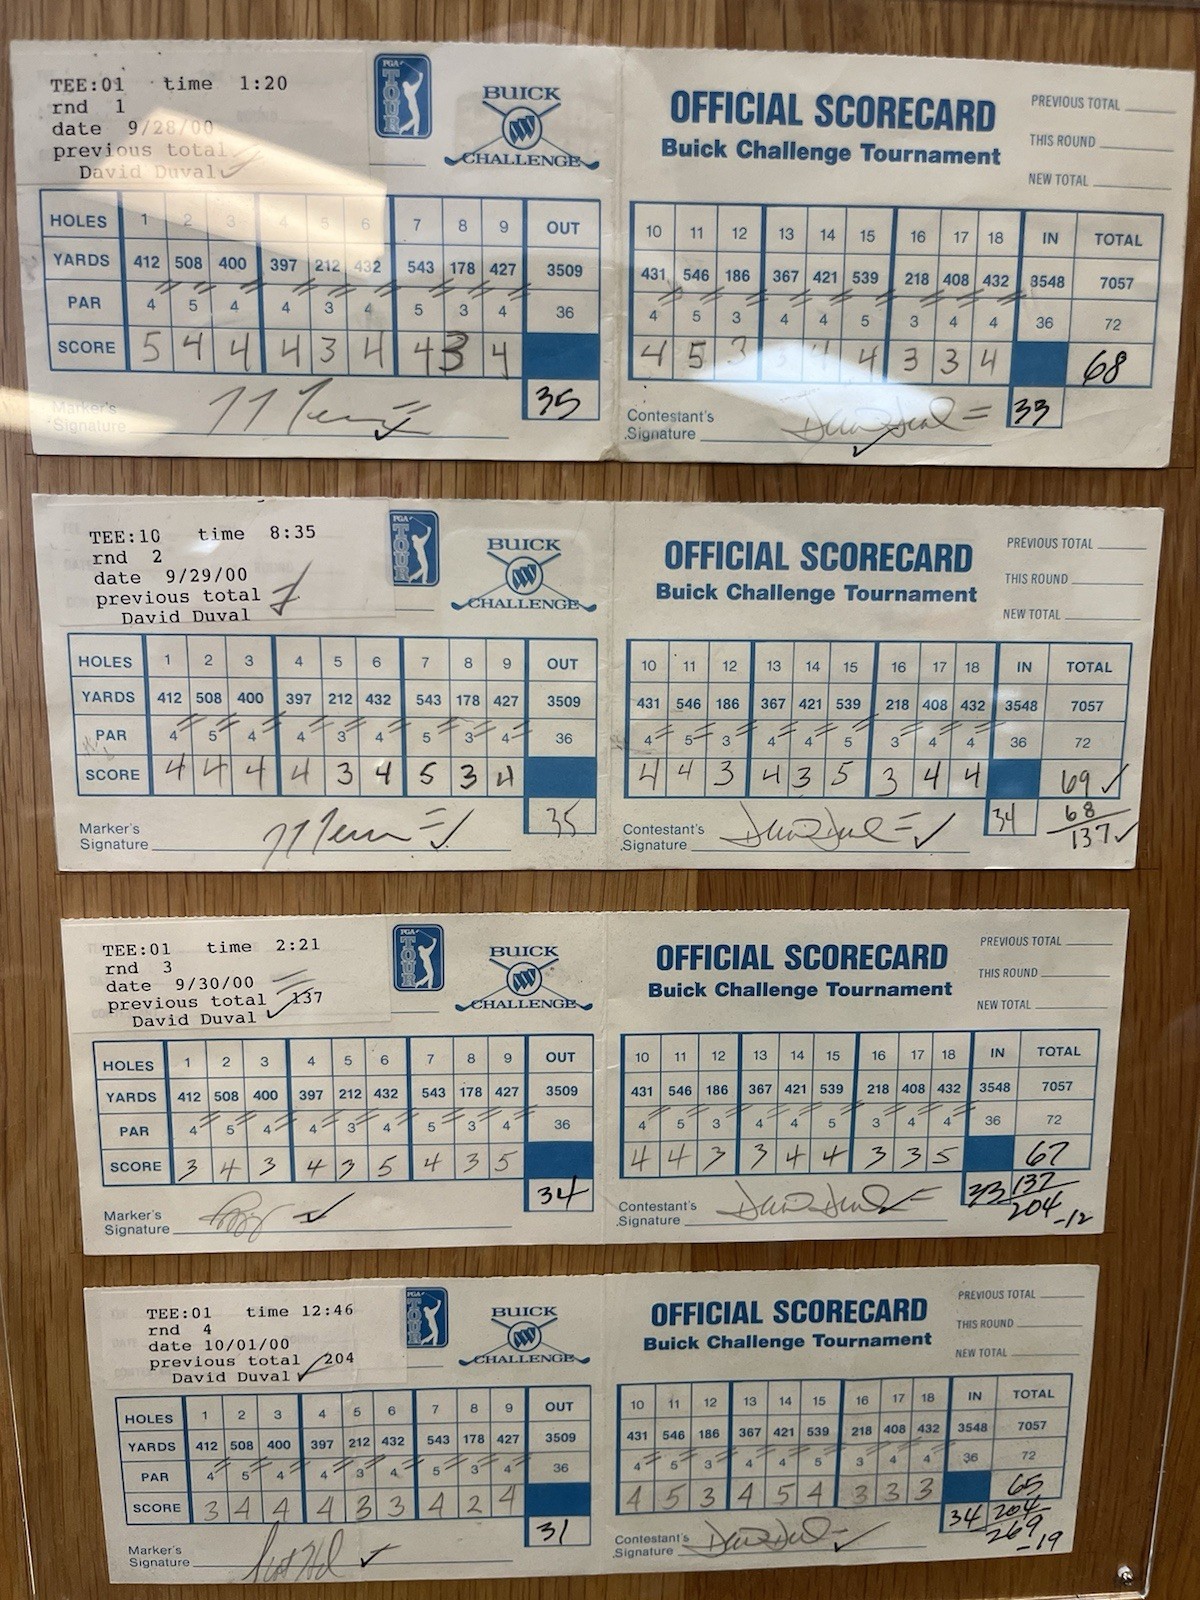 TEE:01 time 1:20
rnd 1
date 9/28/00
previous total
David Duval
PGA TOUR
BUICK
CHALLENGE
OFFICIAL SCORECARD
Buick Challenge Tournament
PREVIOUS TOTAL
THIS ROUND
NEW TOTAL
HOLES 1 2 3 4 5 6 7 8 9 OUT 10 11 12 13 14 15 16 17 18 IN TOTAL
YARDS 412 508 400 397 212 432 543 178 427 3509 431 546 186 367 421 539 218 408 432 3548 7057
PAR 4 5 4 4 3 4 5 3 4 36 4 5 3 4 4 5 3 4 4 36 72
SCORE 5 4 4 4 3 4 4 3 4 4 5 3 4 4 3 3 4 68
35 33
Marker's
Signature
Contestant's
Signature
TEE:10 time 8:35
rnd 2
date 9/29/00
previous total
David Duval
PGA TOUR
BUICK
CHALLENGE
OFFICIAL SCORECARD
Buick Challenge Tournament
PREVIOUS TOTAL
THIS ROUND
NEW TOTAL
HOLES 1 2 3 4 5 6 7 8 9 OUT 10 11 12 13 14 15 16 17 18 IN TOTAL
YARDS 412 508 400 397 212 432 543 178 427 3509 431 546 186 367 421 539 218 408 432 3548 7057
PAR 4 5 4 4 3 4 5 3 4 36 4 5 3 4 4 5 3 4 4 36 72
SCORE 4 4 4 4 3 4 5 3 4 4 4 3 4 3 5 3 4 4 69
35 34 68
137
Marker's
Signature
Contestant's
Signature
TEE:01 time 2:21
rnd 3
date 9/30/00
previous total 137
David Duval
PGA TOUR
BUICK
CHALLENGE
OFFICIAL SCORECARD
Buick Challenge Tournament
PREVIOUS TOTAL
THIS ROUND
NEW TOTAL
HOLES 1 2 3 4 5 6 7 8 9 OUT 10 11 12 13 14 15 16 17 18 IN TOTAL
YARDS 412 508 400 397 212 432 543 178 427 3509 431 546 186 367 421 539 218 408 432 3548 7057
PAR 4 5 4 4 3 4 5 3 4 36 4 5 3 4 4 5 3 4 4 36 72
SCORE 3 4 3 4 3 5 4 3 5 4 4 3 3 4 4 3 3 5 67
34 33 137
204 -12
Marker's
Signature
Contestant's
Signature
TEE:01 time 12:46
rnd 4
date 10/01/00
previous total 204
David Duval
PGA TOUR
BUICK
CHALLENGE
OFFICIAL SCORECARD
Buick Challenge Tournament
PREVIOUS TOTAL
THIS ROUND
NEW TOTAL
HOLES 1 2 3 4 5 6 7 8 9 OUT 10 11 12 13 14 15 16 17 18 IN TOTAL
YARDS 412 508 400 397 212 432 543 178 427 3509 431 546 186 367 421 539 218 408 432 3548 7057
PAR 4 5 4 4 3 4 5 3 4 36 4 5 3 4 4 5 3 4 4 36 72
SCORE 3 4 4 4 3 3 4 2 4 4 5 3 4 5 4 3 3 3 65
31 34 204
269 -19
Marker's
Signature
Contestant's
Signature